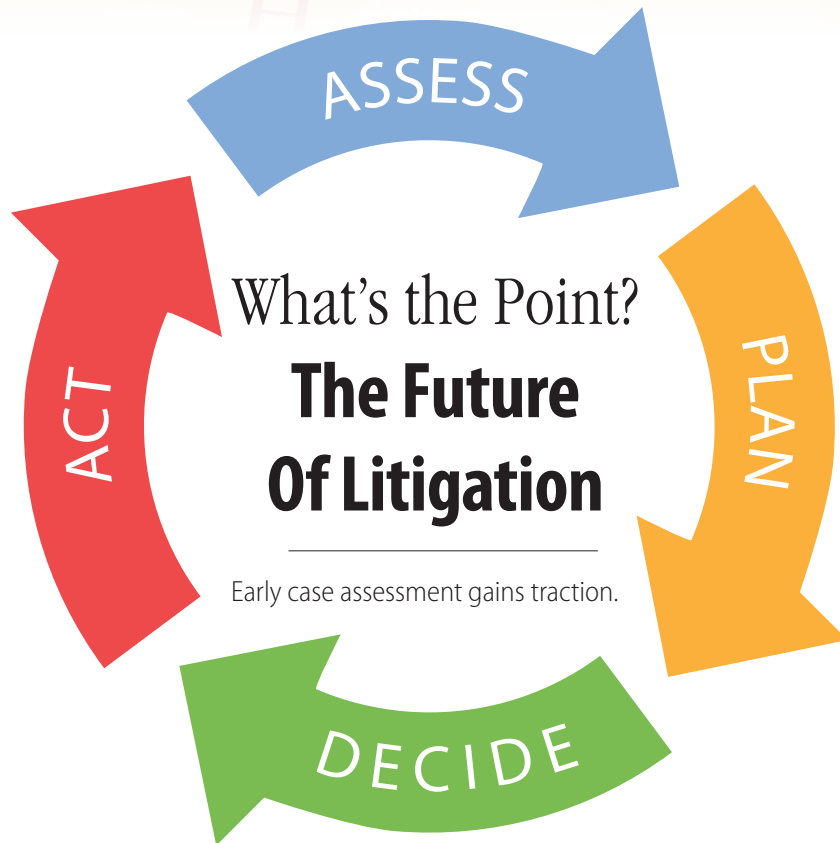 ASSESS
PLAN
DECIDE
ACT
What’s the Point?
The Future
Of Litigation
Early case assessment gains traction.